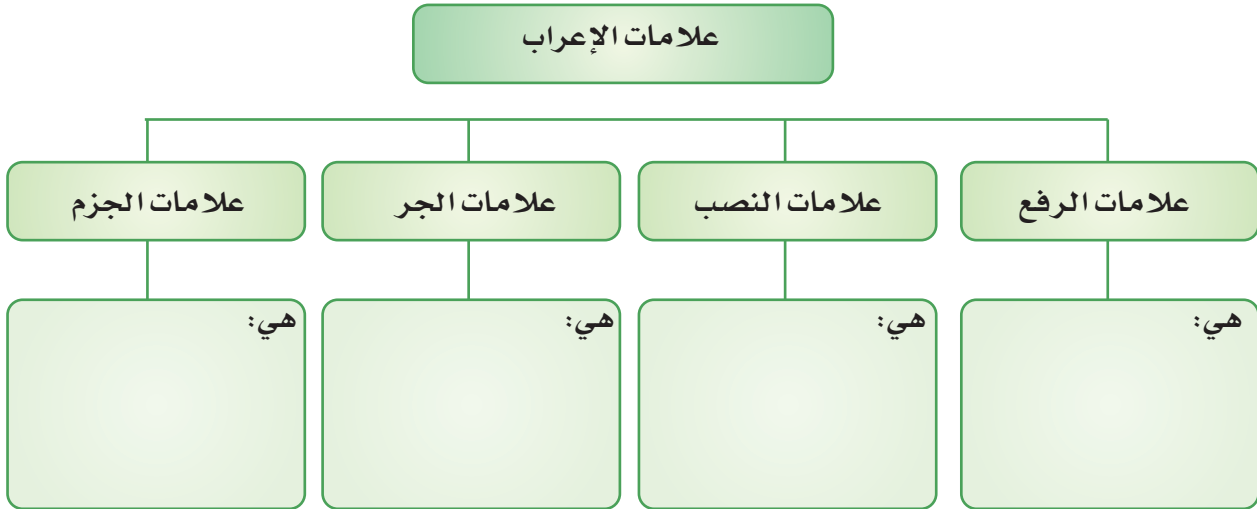 علامات الإعراب
علامات الرفع
علامات النصب
علامات الجر
علامات الجزم
هي:
هي:
هي:
هي: